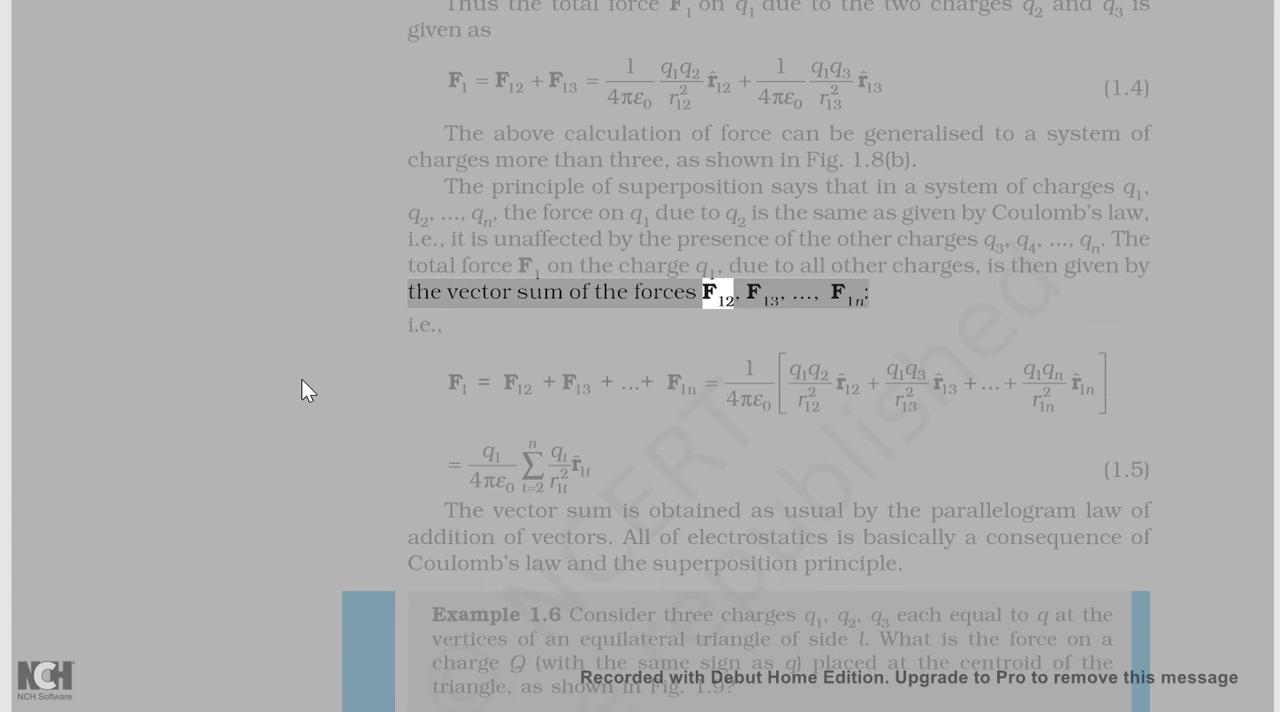 Thus the total force F₁ on q₁ due to the two charges q₂ and q₃ is
given as
F₁ = F₁₂ + F₁₃ = 1/(4πε₀) q₁q₂/r₁₂² r̂₁₂ + 1/(4πε₀) q₁q₃/r₁₃² r̂₁₃ (1.4)
The above calculation of force can be generalised to a system of
charges more than three, as shown in Fig. 1.8(b).
The principle of superposition says that in a system of charges q₁,
q₂, ..., qₙ, the force on q₁ due to q₂ is the same as given by Coulomb's law,
i.e., it is unaffected by the presence of the other charges q₃, q₄, ..., qₙ. The
total force F₁ on the charge q₁, due to all other charges, is then given by
the vector sum of the forces F₁₂, F₁₃, ..., F₁ₙ:
i.e.,
F₁ = F₁₂ + F₁₃ + ...+ F₁ₙ = 1/(4πε₀) [q₁q₂/r₁₂² r̂₁₂ + q₁q₃/r₁₃² r̂₁₃ + ... + q₁qₙ/r₁ₙ² r̂₁ₙ]
= q₁/(4πε₀) ∑ᵢ₌₂ⁿ qᵢ/r₁ᵢ² r̂₁ᵢ (1.5)
The vector sum is obtained as usual by the parallelogram law of
addition of vectors. All of electrostatics is basically a consequence of
Coulomb's law and the superposition principle.
Example 1.6 Consider three charges q₁, q₂, q₃ each equal to q at the
vertices of an equilateral triangle of side l. What is the force on a
charge Q (with the same sign as q) placed at the centroid of the
triangle, as shown in Fig. 1.9?
© NCERT
republished
NCH
NCH Software
Recorded with Debut Home Edition. Upgrade to Pro to remove this message